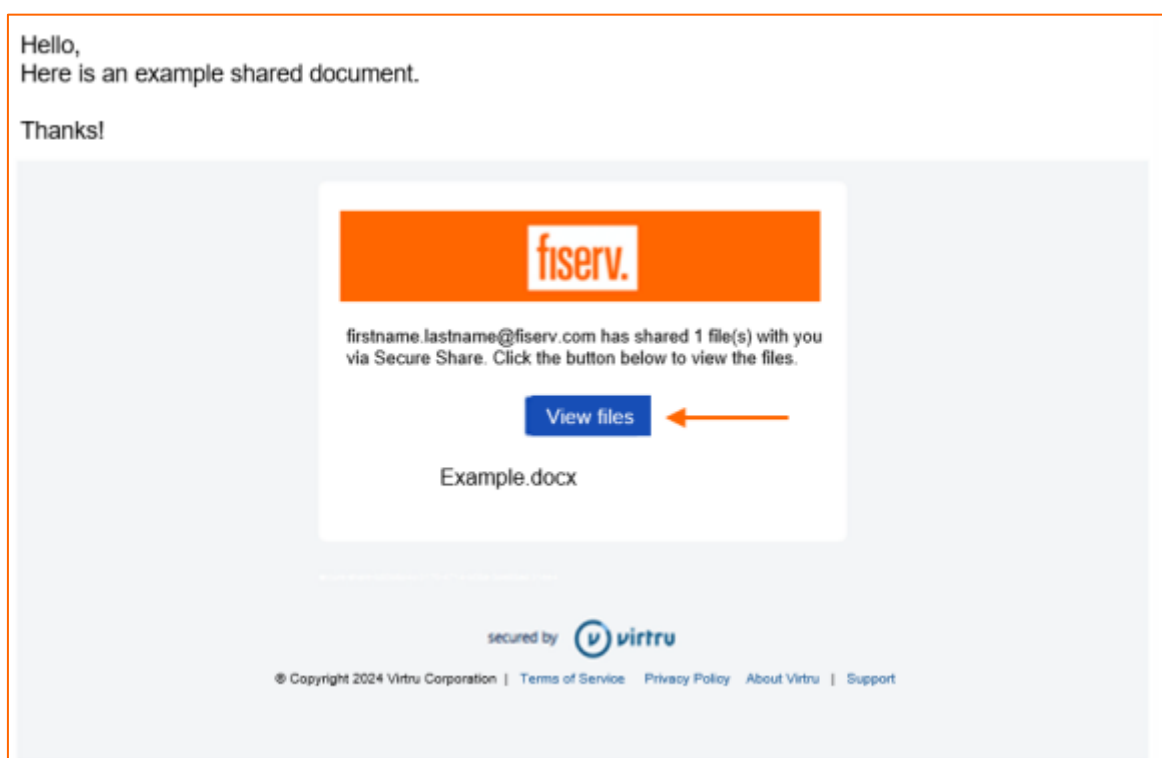 Hello,
Here is an example shared document.
Thanks!
fiserv.
firstname.lastname@fiserv.com has shared 1 file(s) with you
via Secure Share. Click the button below to view the files.
View files
Example.docx
secured by virtru
© Copyright 2024 Virtru Corporation | Terms of Service Privacy Policy About Virtru | Support